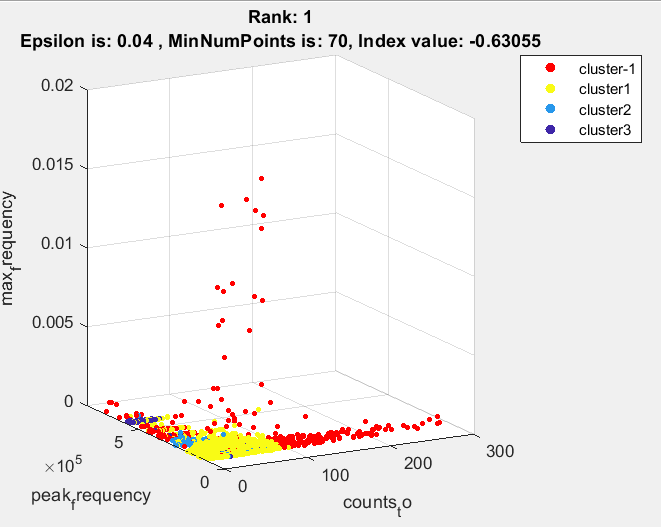 Rank: 1
Epsilon is: 0.04 , MinNumPoints is: 70, Index value: -0.63055
cluster-1
cluster1
cluster2
cluster3
0.02
0.015
0.01
0.005
0
max_frequency
5
×10^5
0
peak_frequency
0
100
200
300
counts_to